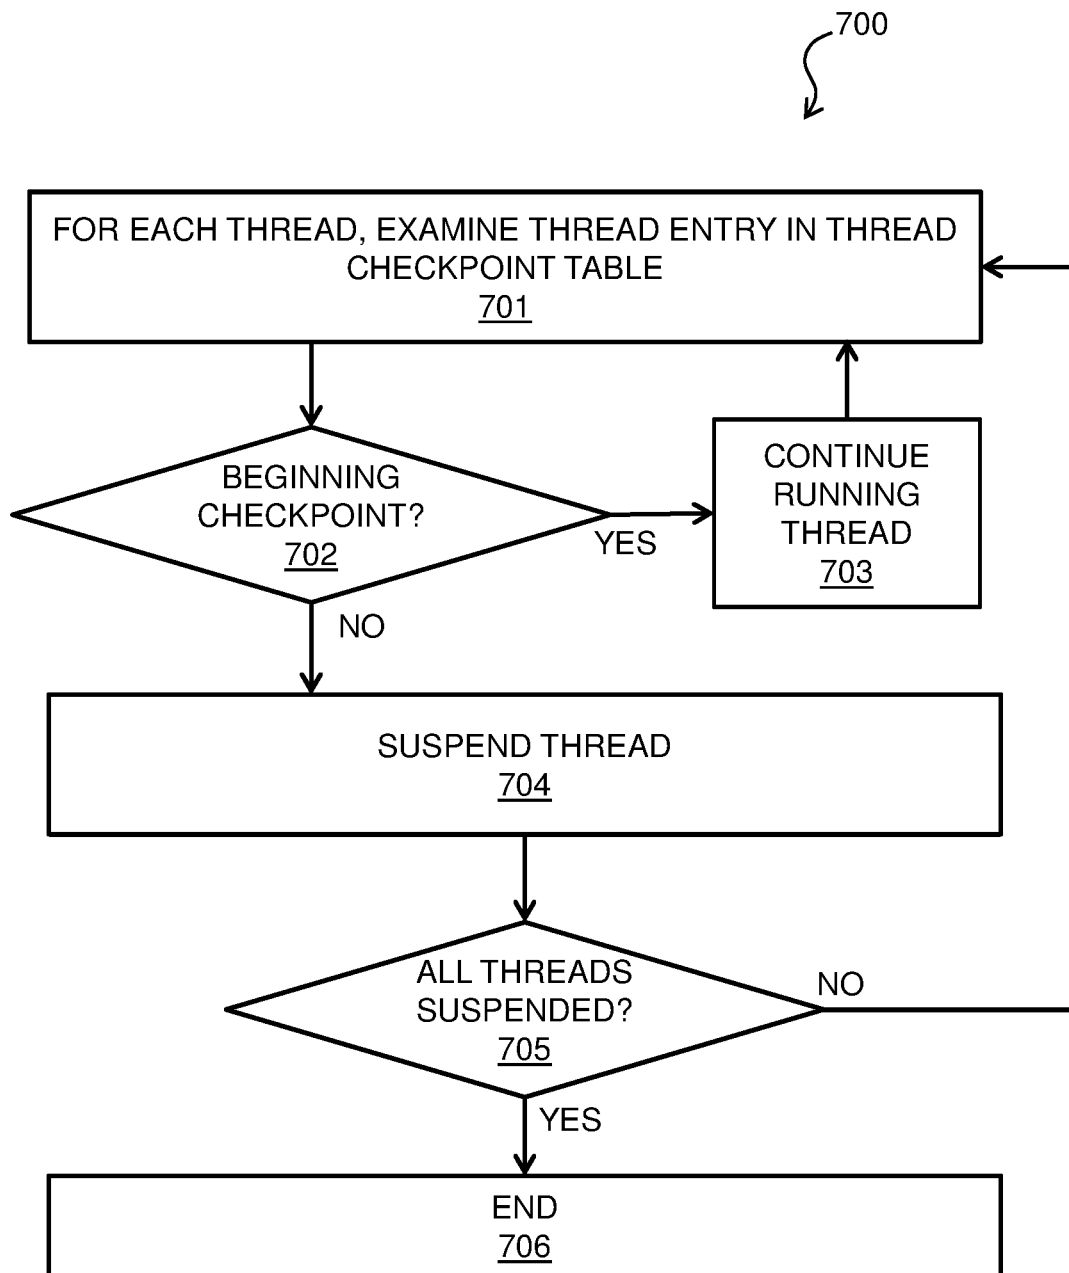 700
FOR EACH THREAD, EXAMINE THREAD ENTRY IN THREAD
CHECKPOINT TABLE
701
BEGINNING
CHECKPOINT?
702
YES
CONTINUE
RUNNING
THREAD
703
NO
SUSPEND THREAD
704
ALL THREADS
SUSPENDED?
705
NO
YES
END
706